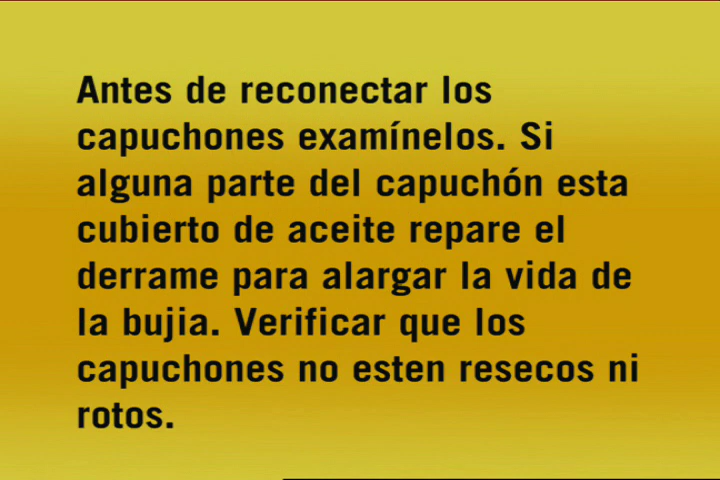 Antes de reconectar los
capuchones examínelos. Si
alguna parte del capuchón esta
cubierto de aceite repare el
derrame para alargar la vida de
la bujia. Verificar que los
capuchones no esten resecos ni
rotos.